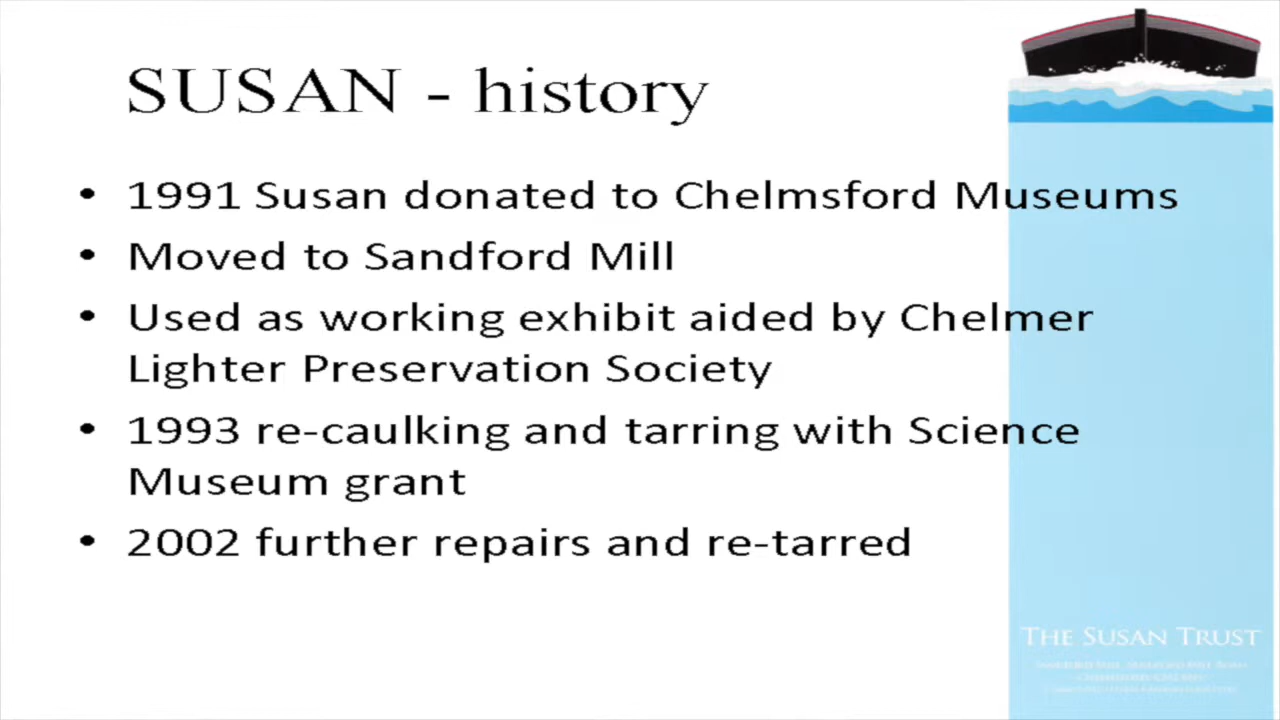 SUSAN - history
• 1991 Susan donated to Chelmsford Museums
• Moved to Sandford Mill
• Used as working exhibit aided by Chelmer
Lighter Preservation Society
• 1993 re-caulking and tarring with Science
Museum grant
• 2002 further repairs and re-tarred
THE SUSAN TRUST